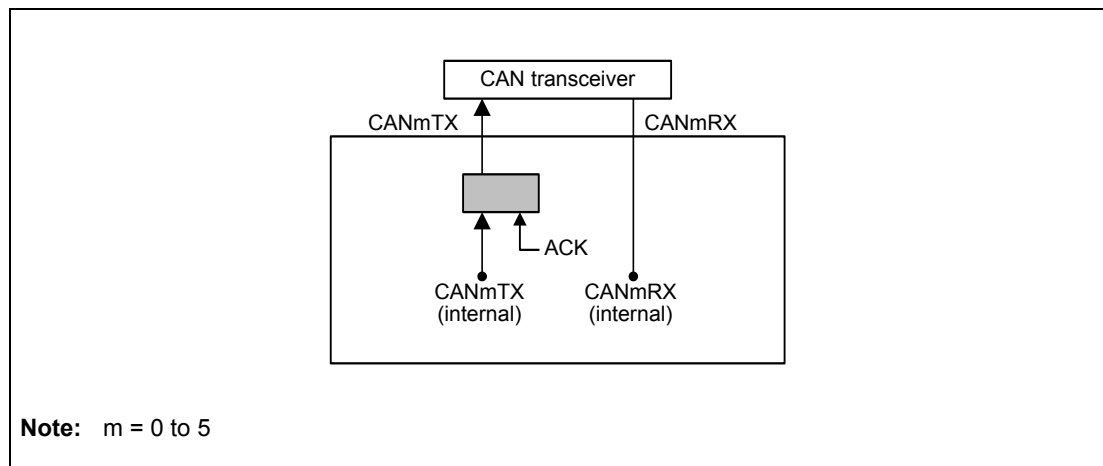 CAN transceiver
CANmTX CANmRX
ACK
CANmTX CANmRX
(internal) (internal)
Note: m = 0 to 5